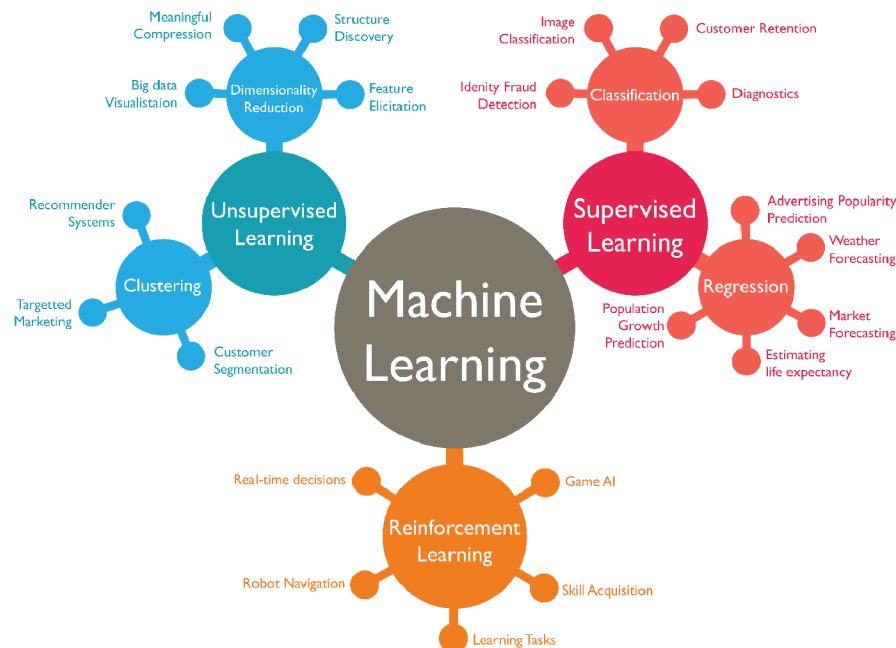 Meaningful
Compression
Structure
Discovery
Big data
Visualistaion
Dimensionality
Reduction
Feature
Elicitation
Unsupervised
Learning
Recommender
Systems
Clustering
Targetted
Marketing
Customer
Segmentation
Machine
Learning
Image
Classification
Customer Retention
Idenity Fraud
Detection
Classification
Diagnostics
Supervised
Learning
Advertising Popularity
Prediction
Weather
Forecasting
Regression
Population
Growth
Prediction
Market
Forecasting
Estimating
life expectancy
Real-time decisions
Game AI
Reinforcement
Learning
Robot Navigation
Skill Acquisition
Learning Tasks